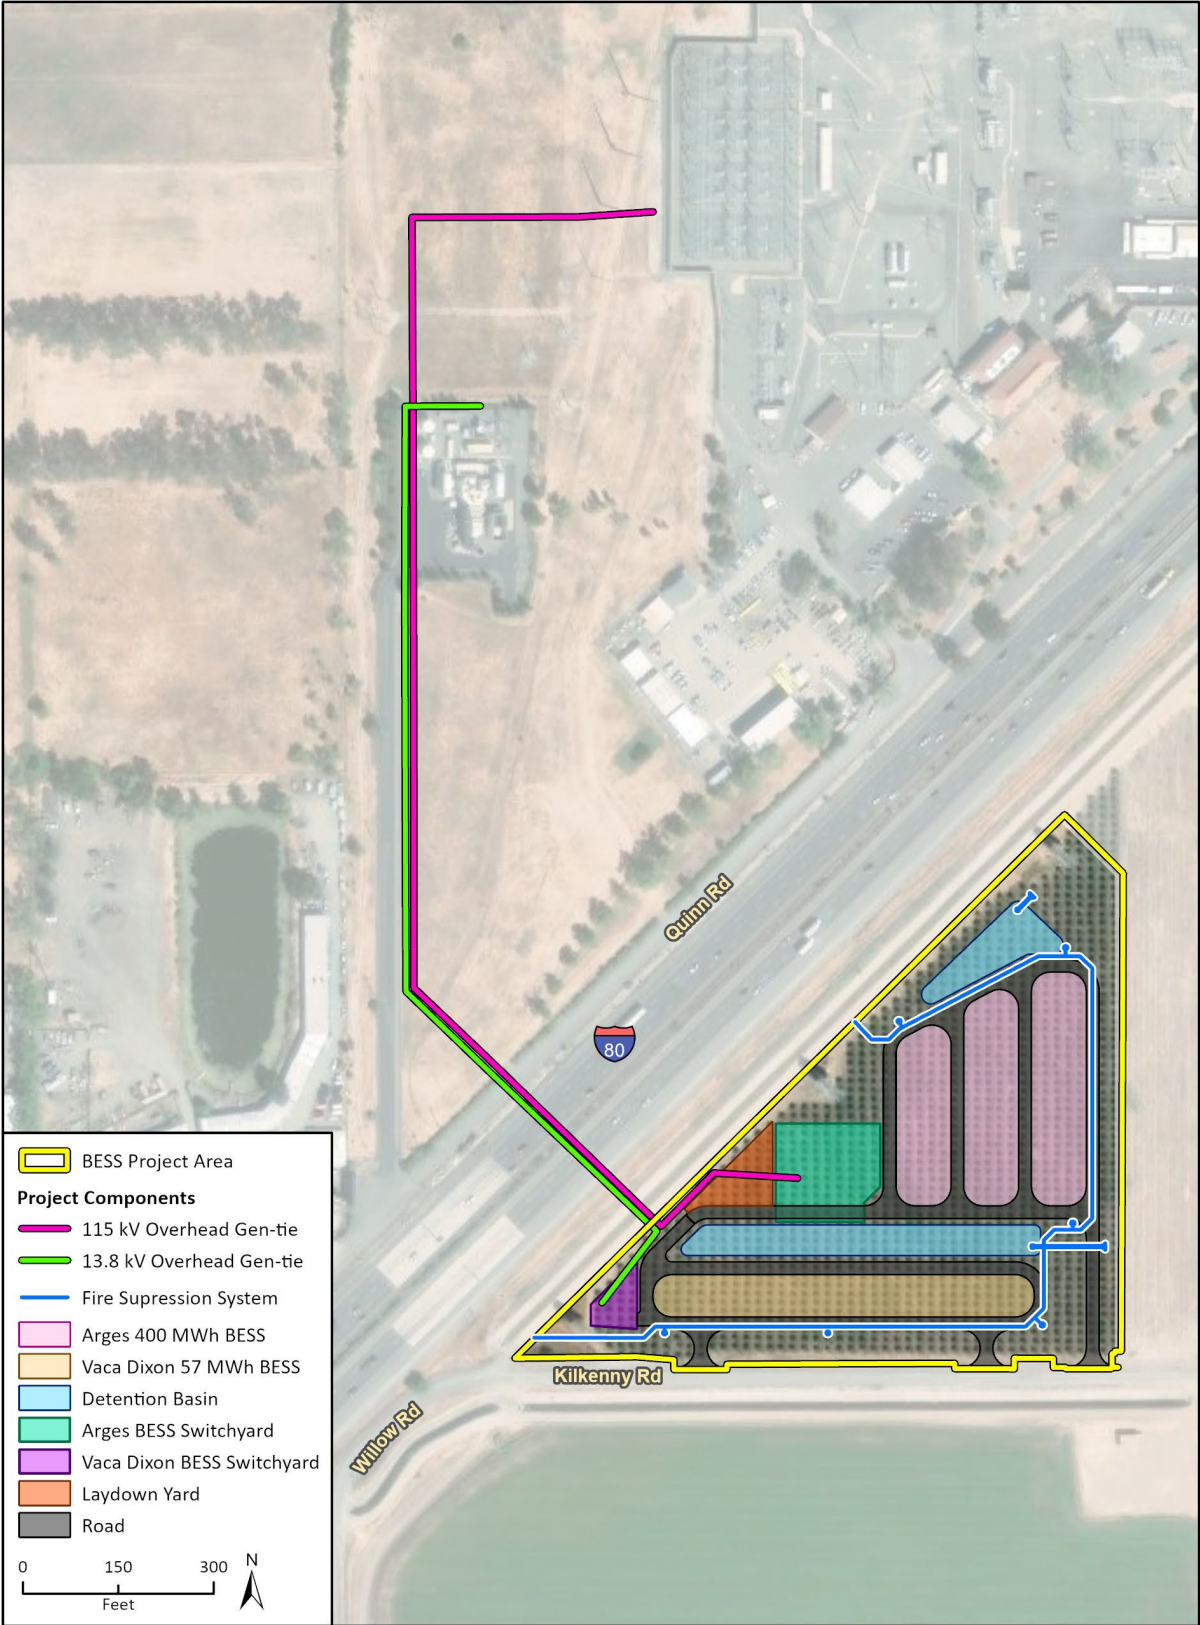 Quinn Rd
80
Kilkenny Rd
Willow Rd
BESS Project Area
Project Components
115 kV Overhead Gen-tie
13.8 kV Overhead Gen-tie
Fire Supression System
Arges 400 MWh BESS
Vaca Dixon 57 MWh BESS
Detention Basin
Arges BESS Switchyard
Vaca Dixon BESS Switchyard
Laydown Yard
Road
0 150 300
Feet
N